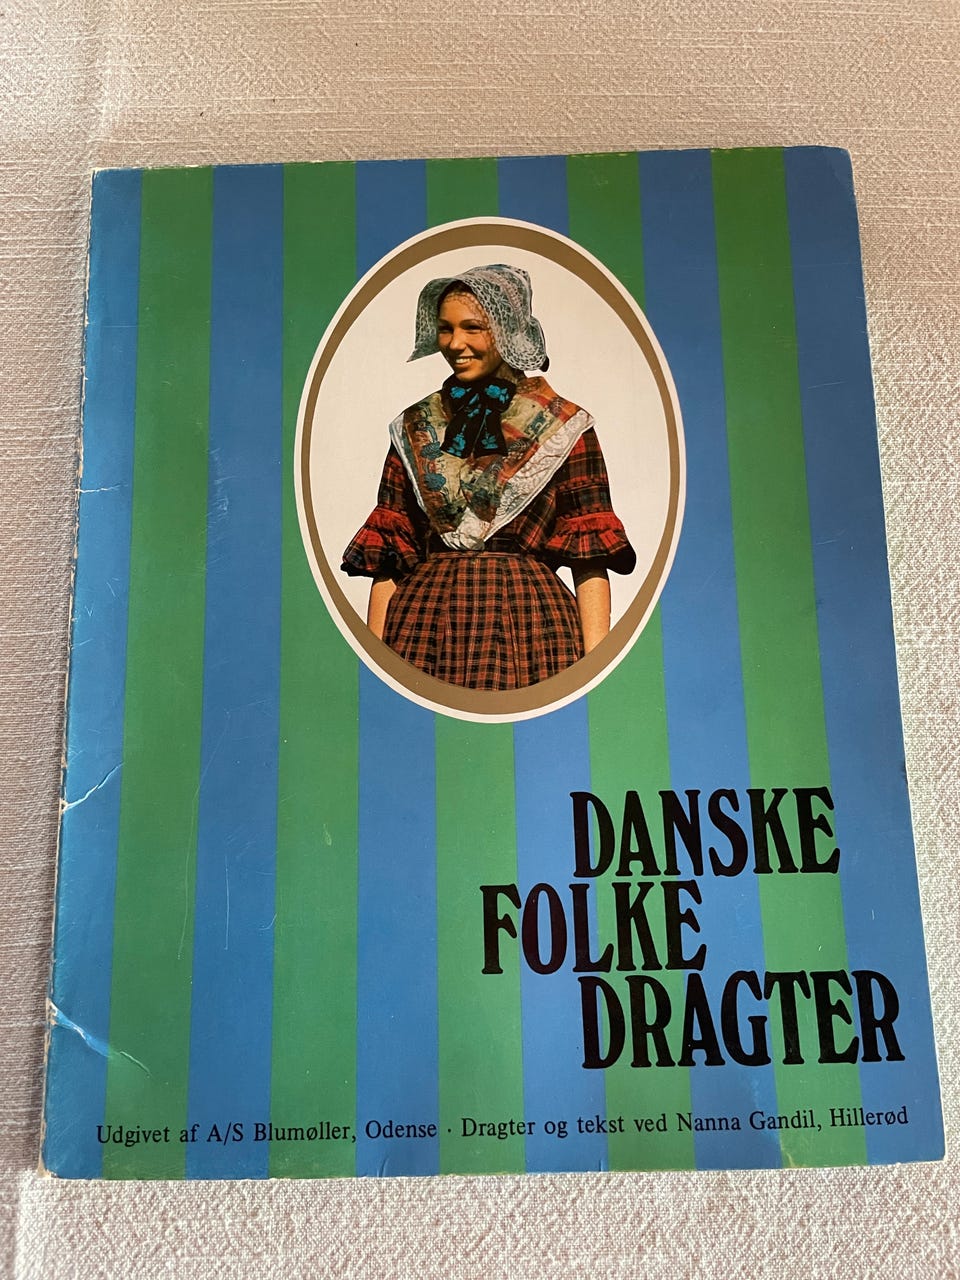 DANSKE
FOLKE
DRAGTER
Udgivet af A/S Blumøller, Odense · Dragter og tekst ved Nanna Gandil, Hillerød